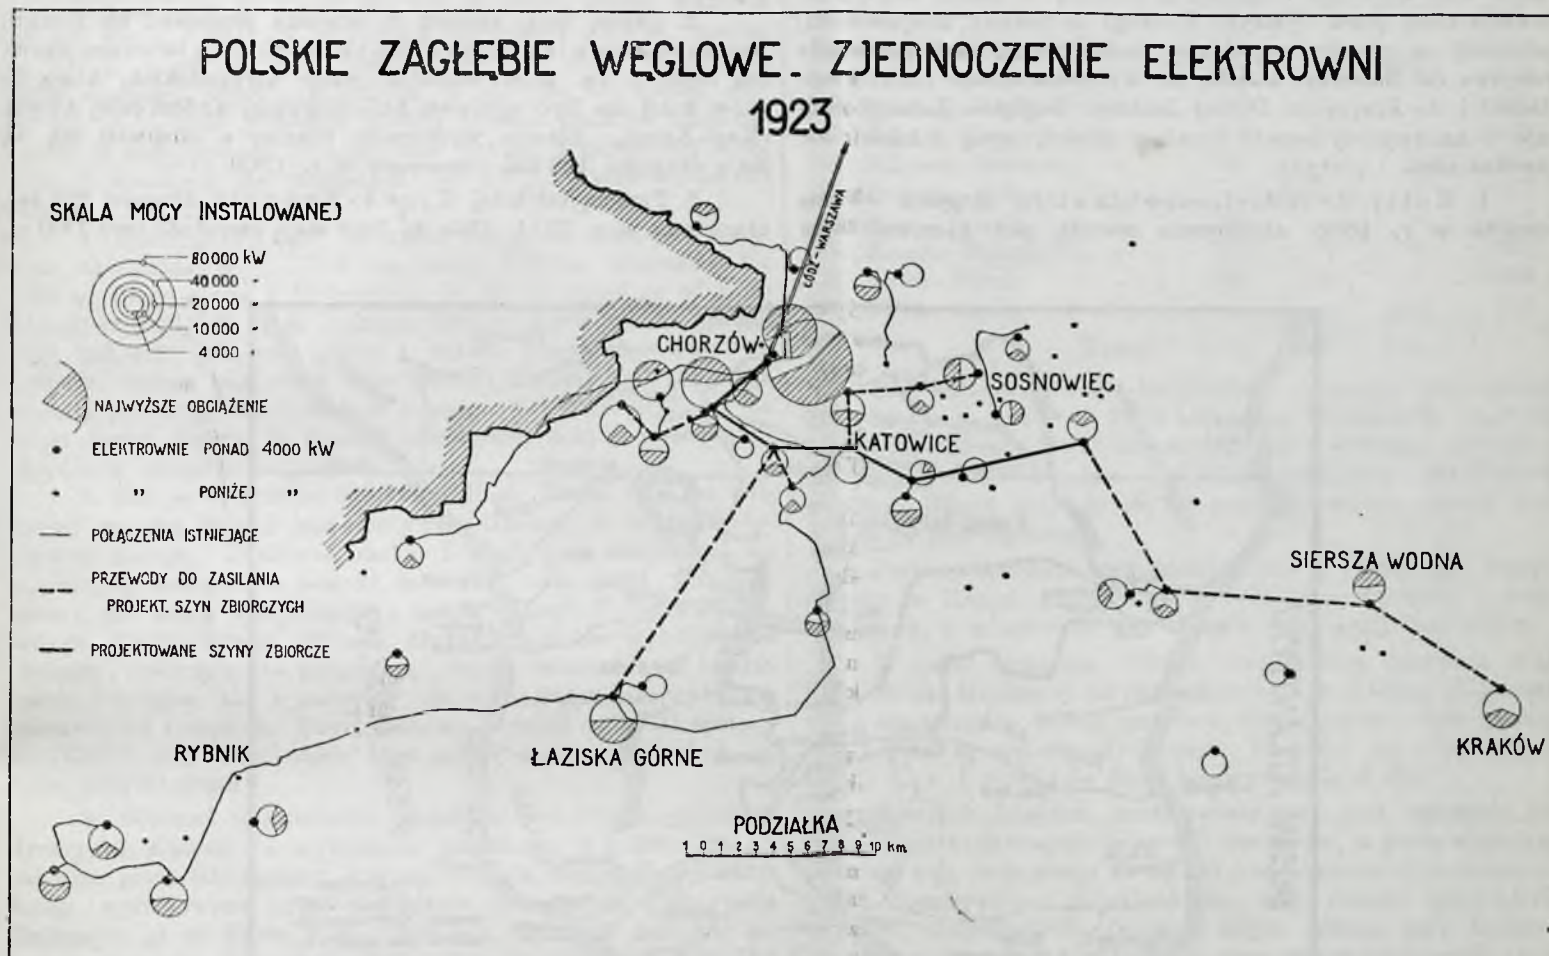 POLSKIE ZAGŁĘBIE WĘGLOWE. ZJEDNOCZENIE ELEKTROWNI
1923
SKALA MOCY INSTALOWANEJ
80000 kW
40000 "
20000 "
10000 "
4000 "
NAJWYŻSZE OBCIĄŻENIE
ELEKTROWNIE PONAD 4000 kW
" PONIŻEJ "
POŁĄCZENIA ISTNIEJĄCE
PRZEWODY DO ZASILANIA
PROJEKT. SZYN ZBIORCZYCH
PROJEKTOWANE SZYNY ZBIORCZE
ŁÓDŹ-WARSZAWA
CHORZÓW
SOSNOWIEC
KATOWICE
SIERSZA WODNA
KRAKÓW
RYBNIK
ŁAZISKA GÓRNE
PODZIAŁKA
1 0 1 2 3 4 5 6 7 8 9 10 km